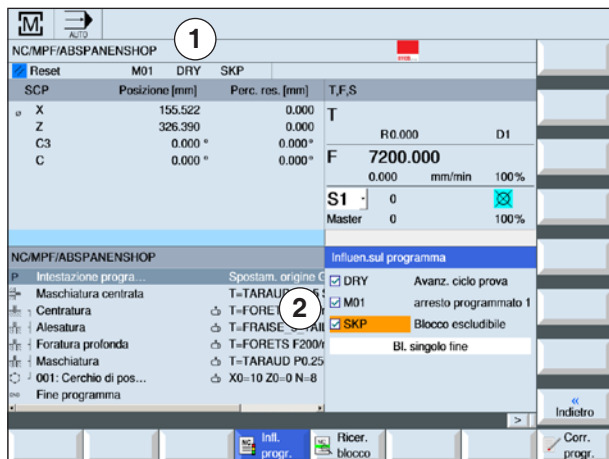 M
AUTO
1
NC/MPF/ABSPANENSHOP
Reset M01 DRY SKP
SCP Posizione [mm] Perc. res. [mm] T,F,S
X 155.522 0.000
Z 326.390 0.000
C3 0.000 ° 0.000°
C 0.000 ° 0.000°
T
R0.000 D1
F 7200.000
0.000 mm/min 100%
S1 0
Master 0 100%
NC/MPF/ABSPANENSHOP
P Intestazione progra... Spostam. origine G
Maschiatura centrata T=TARAUD
Centratura T=FORET
Alesatura T=FRAISE
Foratura profonda T=FORETS F200/
Maschiatura T=TARAUD P0.25
001: Cerchio di pos... X0=10 Z0=0 N=8
END Fine programma
2
Influen.sul programma
DRY Avanz. ciclo prova
M01 arresto programmato 1
SKP Blocco escludibile
Bl. singolo fine
«
Indietro
>
NC Infl. progr.
NC Ricer. blocco
Corr. progr.